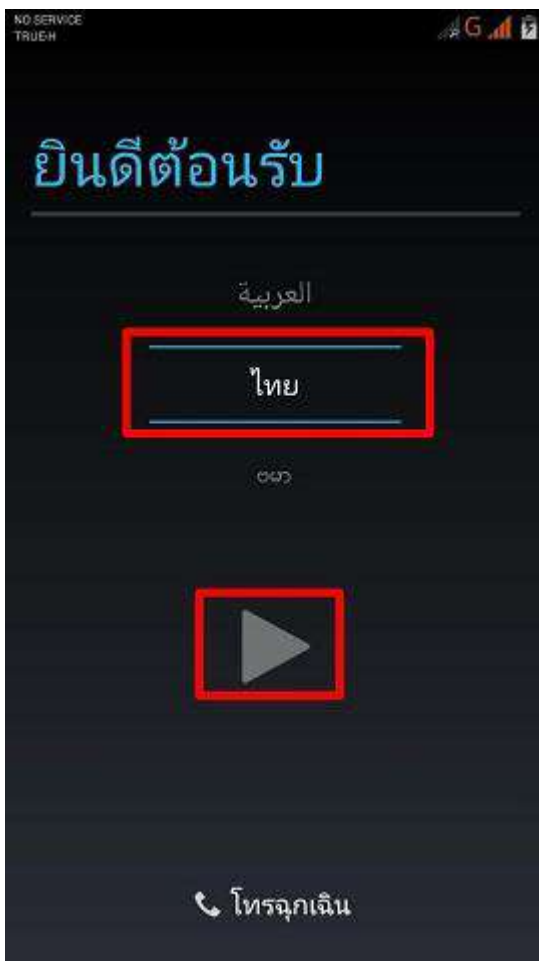 NO SERVICE
TRUE-H
G
ยินดีต้อนรับ
العربية
ไทย
ဗမာ
โทรฉุกเฉิน